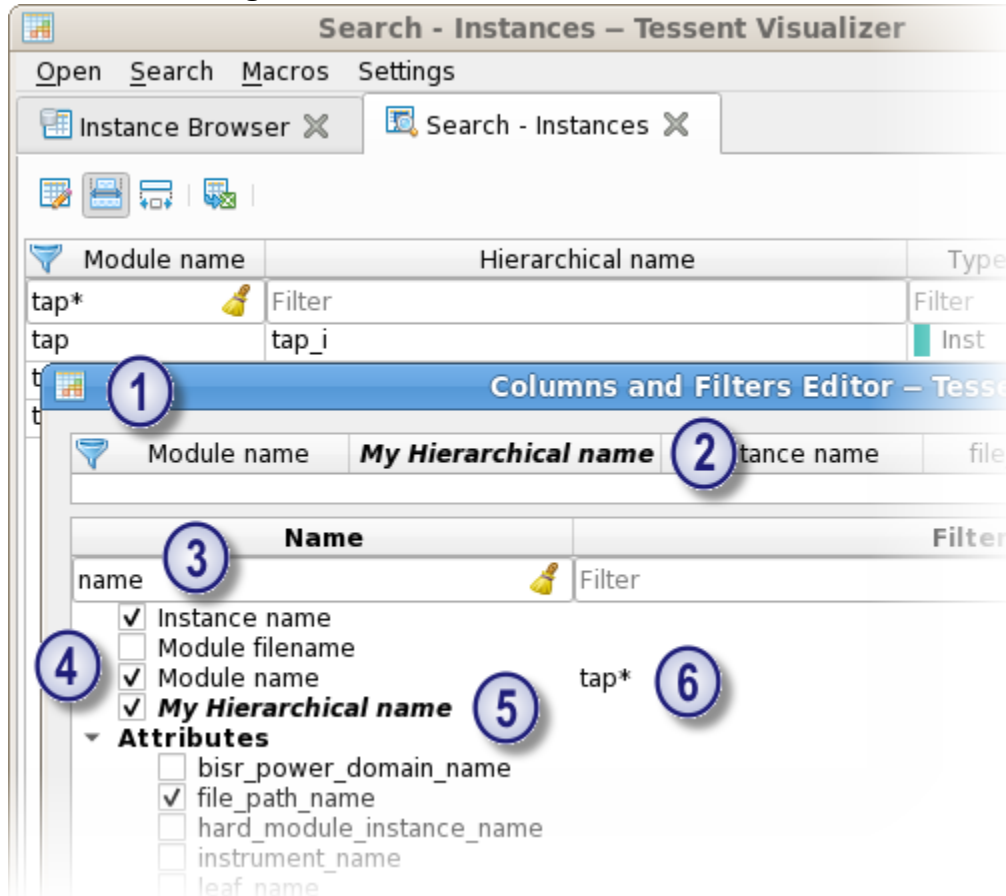 Search - Instances – Tessent Visualizer
Open Search Macros Settings
Instance Browser Search - Instances
Module name Hierarchical name Type
tap* Filter Filter
tap tap_i Inst
t
1 Columns and Filters Editor – Tesse
t
Module name My Hierarchical name 2 tance name file
Name Filter
3
name Filter
Instance name
Module filename
4 Module name tap* 6
My Hierarchical name 5
Attributes
bisr_power_domain_name
file_path_name
hard_module_instance_name
instrument_name
leaf_name